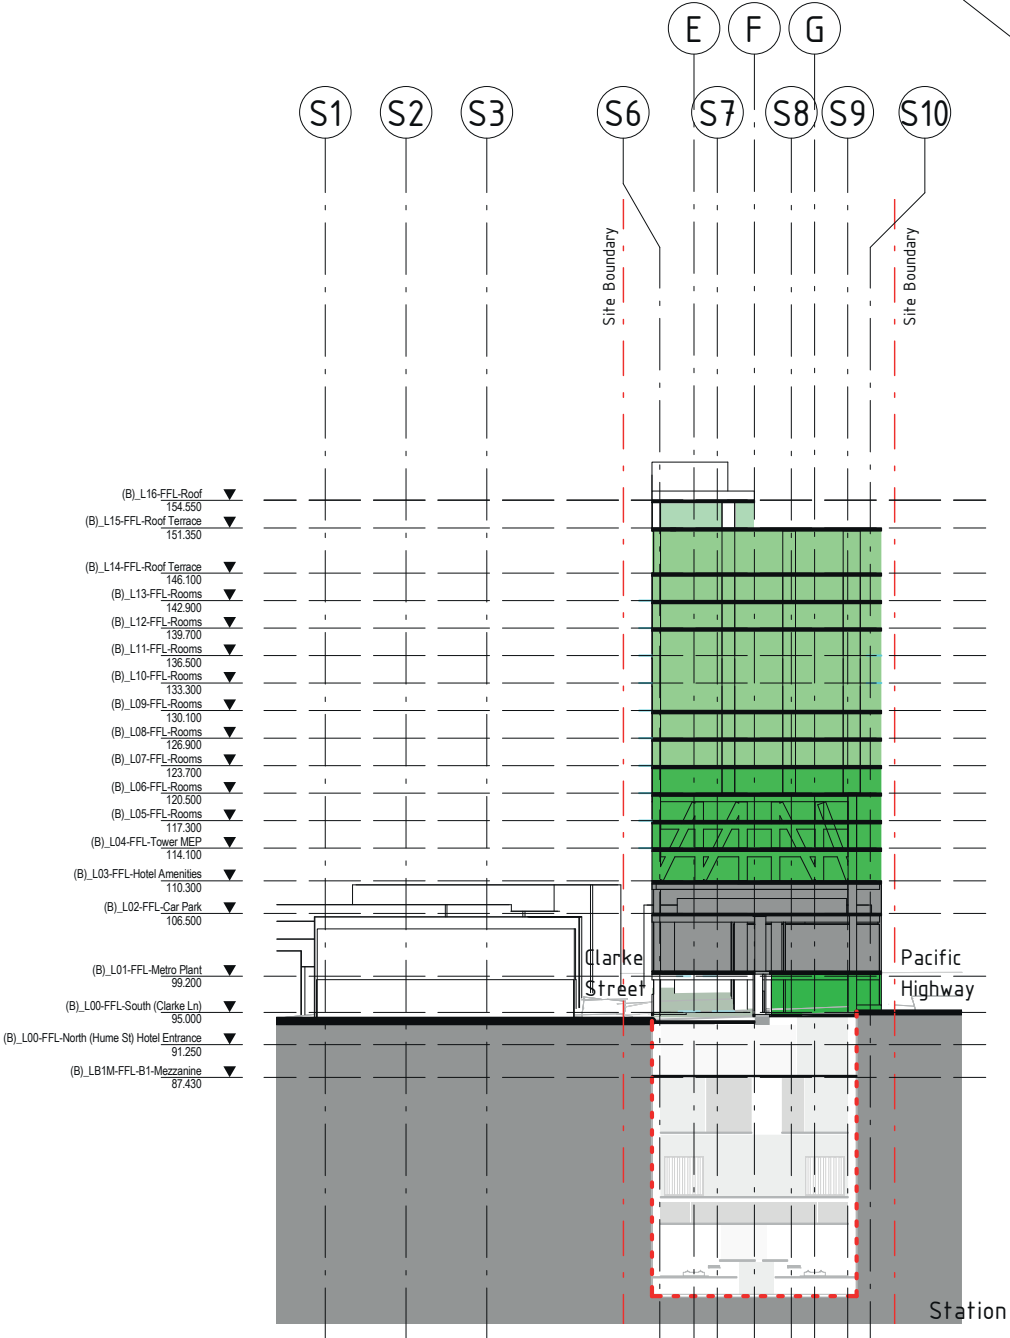 E F G
S1 S2 S3 S6 S7 S8 S9 S10
Site Boundary
Site Boundary
(B)_L16-FFL-Roof
154.550
(B)_L15-FFL-Roof Terrace
151.350
(B)_L14-FFL-Roof Terrace
146.100
(B)_L13-FFL-Rooms
142.900
(B)_L12-FFL-Rooms
139.700
(B)_L11-FFL-Rooms
136.500
(B)_L10-FFL-Rooms
133.300
(B)_L09-FFL-Rooms
130.100
(B)_L08-FFL-Rooms
126.900
(B)_L07-FFL-Rooms
123.700
(B)_L06-FFL-Rooms
120.500
(B)_L05-FFL-Rooms
117.300
(B)_L04-FFL-Tower MEP
114.100
(B)_L03-FFL-Hotel Amenities
110.300
(B)_L02-FFL-Car Park
106.500
(B)_L01-FFL-Metro Plant
99.200
(B)_L00-FFL-South (Clarke Ln)
95.000
(B)_L00-FFL-North (Hume St) Hotel Entrance
91.250
(B)_LB1M-FFL-B1-Mezzanine
87.430
Clarke
Street
Pacific
Highway
Station